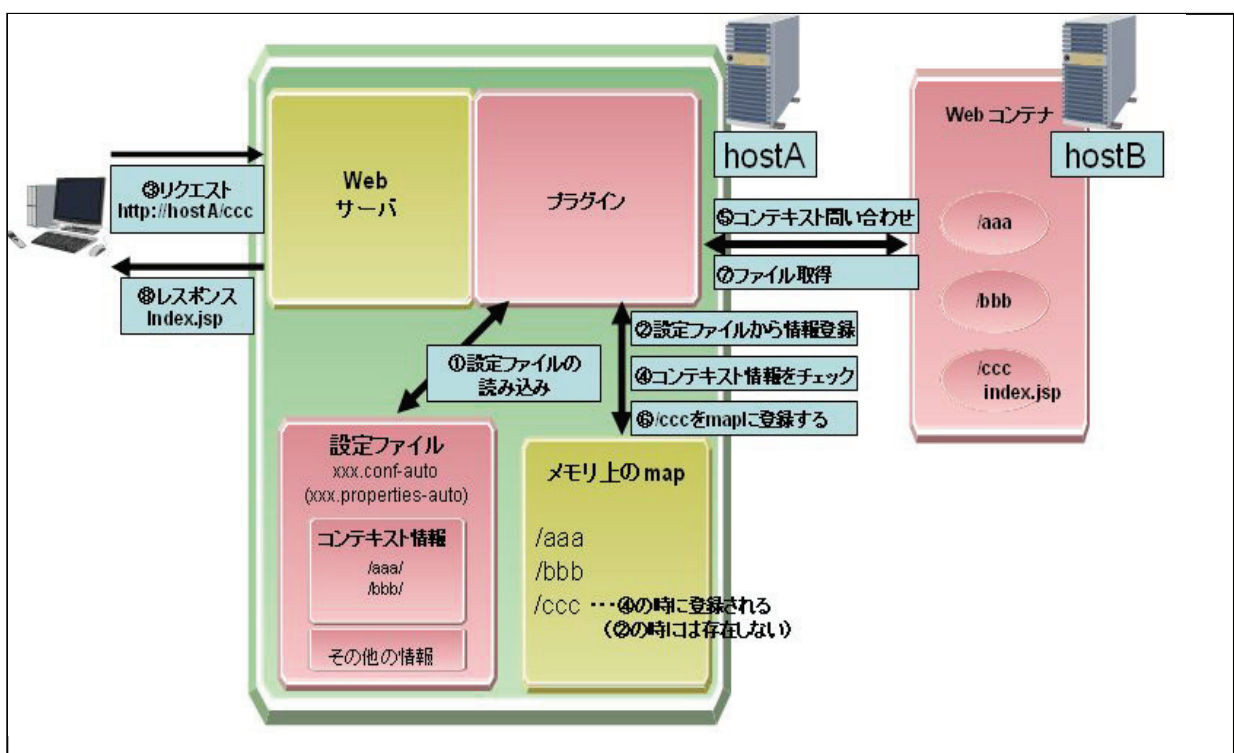 hostA
hostB
Web コンテナ
/aaa
/bbb
/ccc
index.jsp
Web
サーバ
プラグイン
③リクエスト
http://hostA/ccc
⑧レスポンス
Index.jsp
⑤コンテキスト問い合わせ
⑦ファイル取得
①設定ファイルの
読み込み
②設定ファイルから情報登録
④コンテキスト情報をチェック
⑥/cccをmapに登録する
設定ファイル
xxx.conf-auto
(xxx.properties-auto)
コンテキスト情報
/aaa/
/bbb/
その他の情報
メモリ上の map
/aaa
/bbb
/ccc ・・・④の時に登録される
(②の時には存在しない)